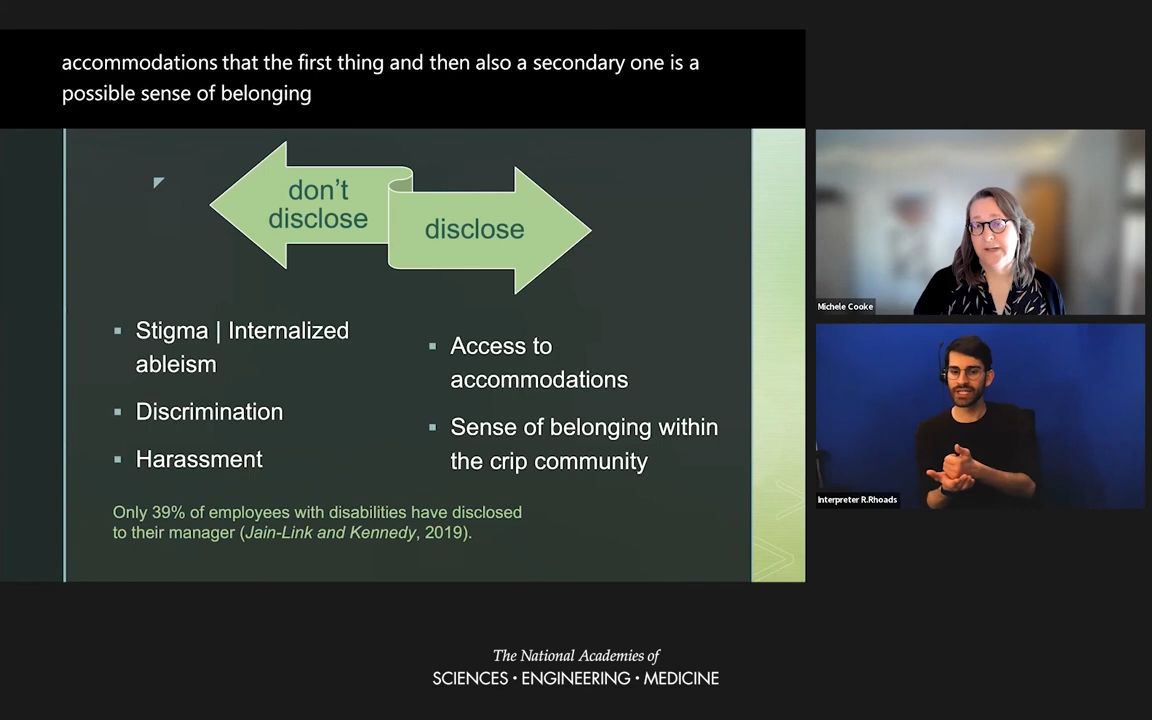 accommodations that the first thing and then also a secondary one is a
possible sense of belonging
don't
disclose
disclose
▪ Stigma | Internalized
ableism
▪ Discrimination
▪ Harassment
▪ Access to
accommodations
▪ Sense of belonging within
the crip community
Only 39% of employees with disabilities have disclosed
to their manager (Jain-Link and Kennedy, 2019).
Michele Cooke
Interpreter R.Rhoads
The National Academies of
SCIENCES • ENGINEERING • MEDICINE